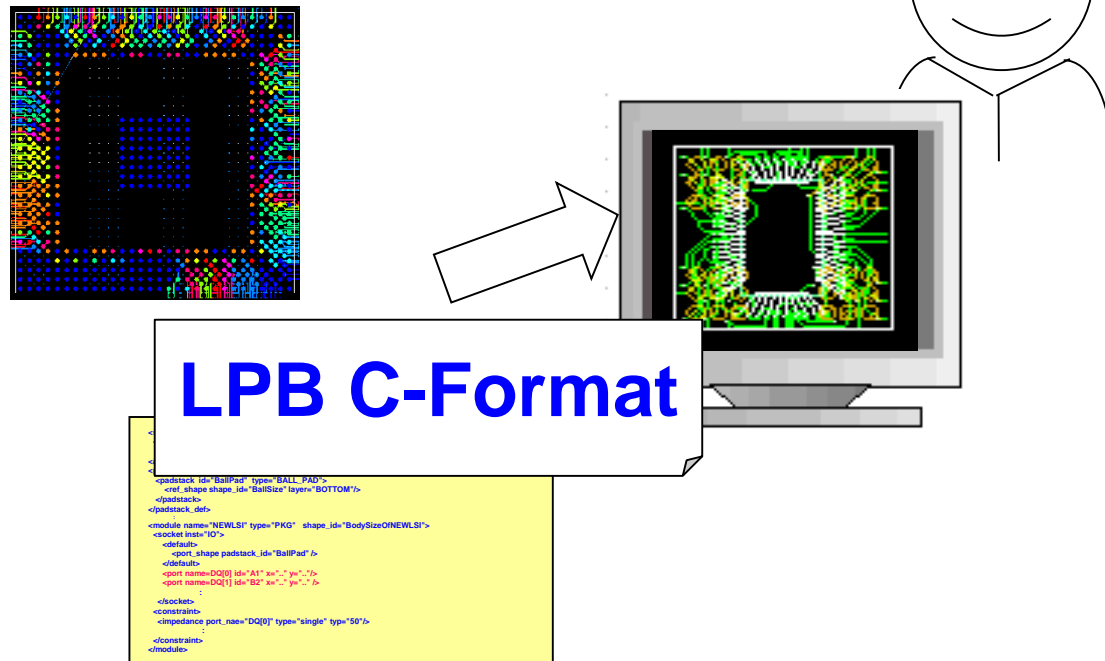 LPB C-Format
<padstack id="BallPad" type="BALL_PAD">
<ref_shape shape_id="BallSize" layer="BOTTOM"/>
</padstack>
</padstack_def>
:
<module name="NEWLSI" type="PKG" shape_id="BodySizeOfNEWLSI">
<socket inst="IO">
<default>
<port_shape padstack_id="BallPad" />
</default>
<port name=DQ[0] id="A1" x=".." y=".."/>
<port name=DQ[1] id="B2" x=".." y=".." />
:
</socket>
<constraint>
<impedance port_nae="DQ[0]" type="single" typ="50"/>
:
</constraint>
</module>